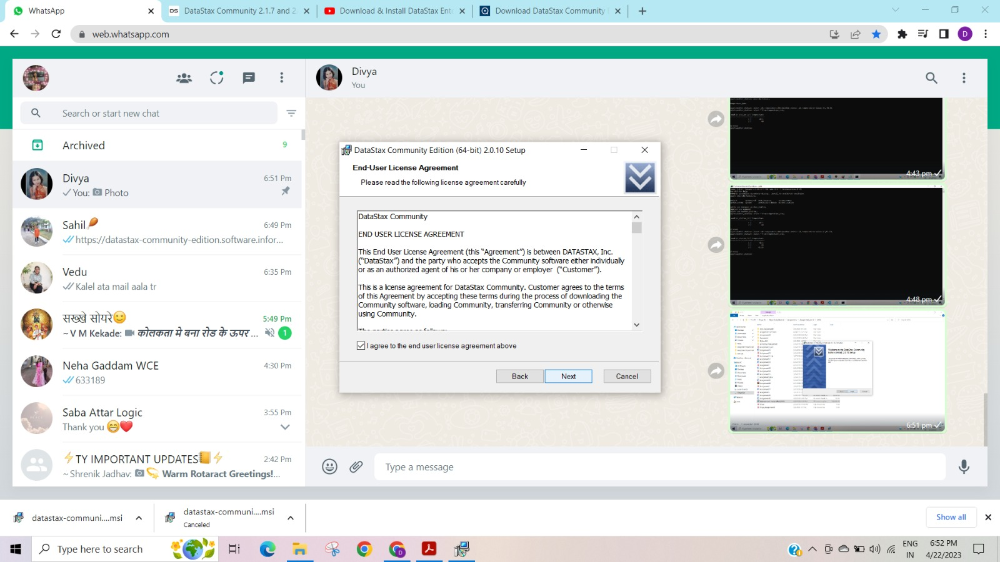 WhatsApp
DS
DataStax Community 2.1.7 and 2
Download & Install DataStax Ente
Download DataStax Community
web.whatsapp.com
D
Search or start new chat
Archived
9
Divya
6:51 Pm
You: Photo
Sahil
6:49 Pm
https://datastax-community-edition.software.infor...
Vedu
6:35 Pm
Kalel ata mail aala tr
सख्खे सोयरे
5:49 Pm
~ V M Kekade: कोलकता मे बना रोड के ऊपर ...
1
Neha Gaddam WCE
4:30 Pm
633189
Saba Attar Logic
3:55 Pm
Thank you
TY IMPORTANT UPDATES
2:42 Pm
~ Shrenik Jadhav: Warm Rotaract Greetings!...
Divya
You
4:43 pm
4:48 pm
6:51 pm
Type a message
DataStax Community Edition (64-bit) 2.0.10 Setup
End-User License Agreement
Please read the following license agreement carefully
DataStax Community
END USER LICENSE AGREEMENT
This End User License Agreement (this “Agreement”) is between DATASTAX, Inc.
(“DataStax”) and the party who accepts the Community software either individually
or as an authorized agent of his or her company or employer (“Customer”).
This is a license agreement for DataStax Community. Customer agrees to the terms
of this Agreement by accepting these terms during the process of downloading the
Community software, loading Community, transferring Community or otherwise
using Community.
The parties agree as follows:
I agree to the end user license agreement above
Back
Next
Cancel
datastax-communi....msi
datastax-communi....msi
Canceled
Show all
Type here to search
D
ENG
IN
6:52 PM
4/22/2023